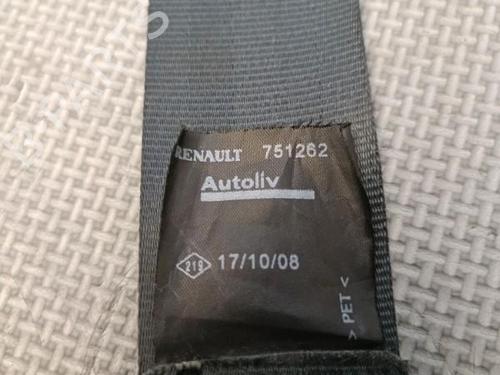 RENAULT 751262
Autoliv
219 17/10/08
> PET <